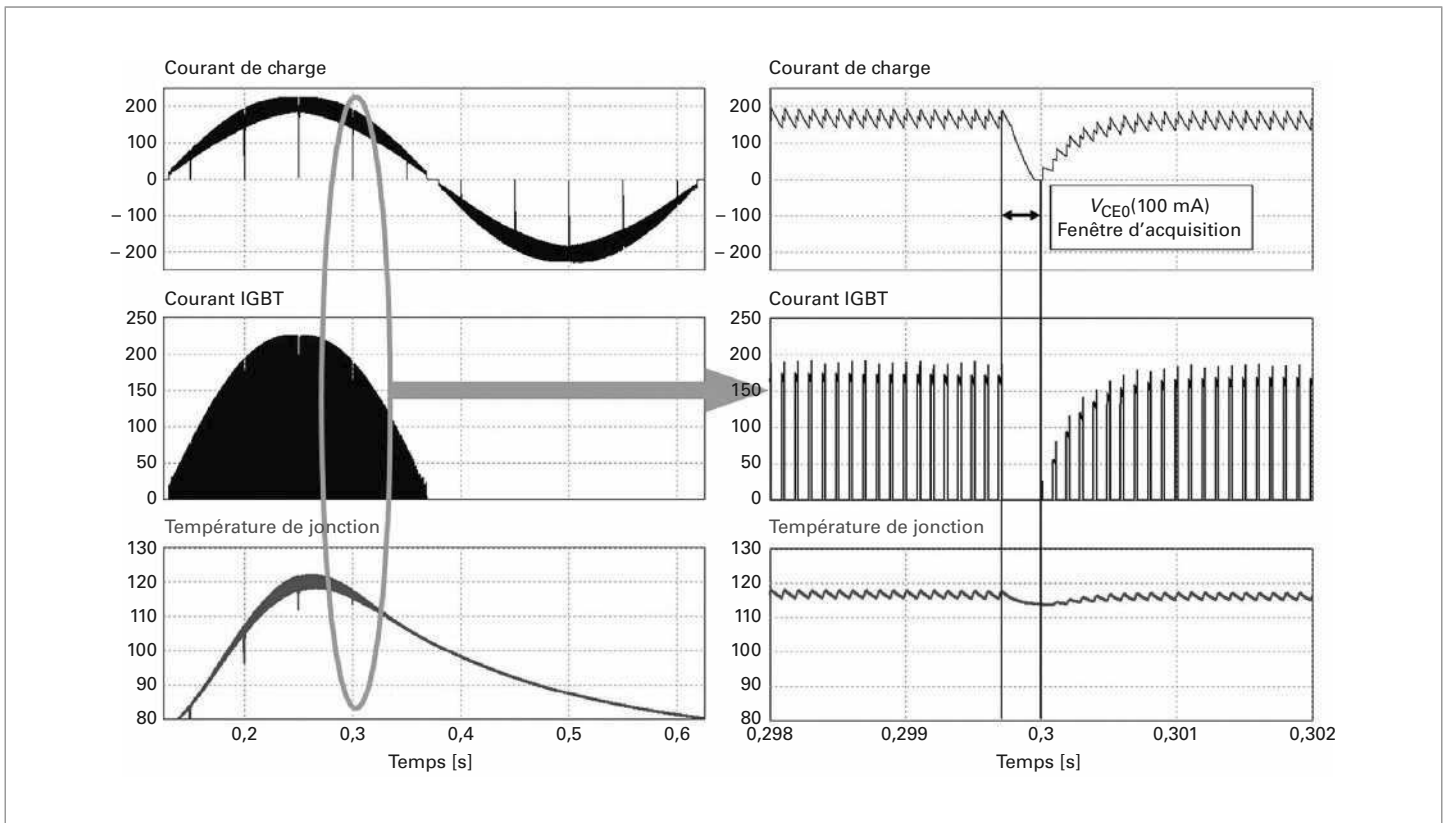 Courant de charge
200
100
0
– 100
– 200
Courant IGBT
250
200
150
100
50
0
Température de jonction
130
120
110
100
90
80
0,2 0,3 0,4 0,5 0,6
Temps [s]
Courant de charge
200
100
0
– 100
– 200
VCE0(100 mA)
Fenêtre d'acquisition
Courant IGBT
250
200
150
100
50
0
Température de jonction
130
120
110
100
90
80
0,298 0,299 0,3 0,301 0,302
Temps [s]